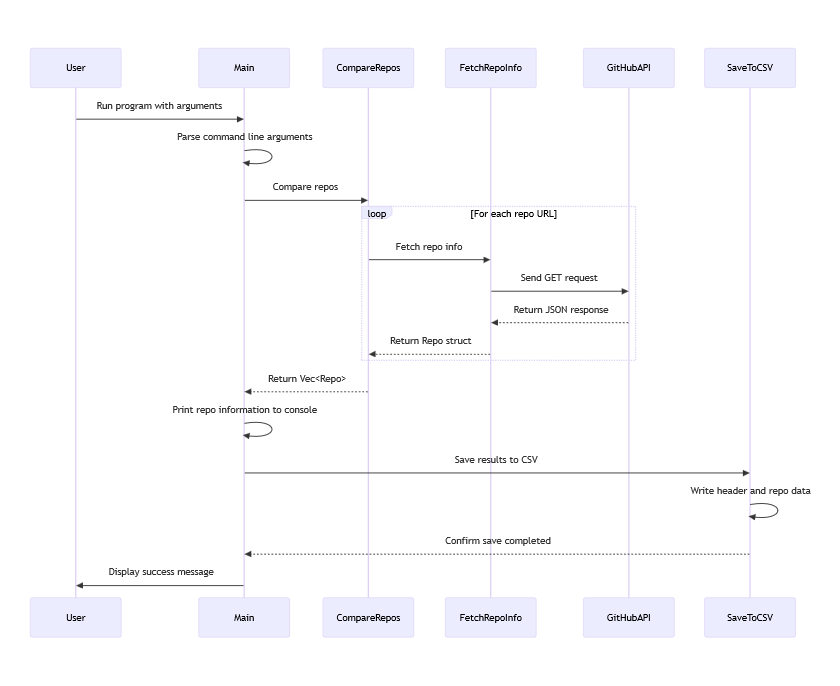 User
Main
CompareRepos
FetchRepoInfo
GitHubAPI
SaveToCSV
Run program with arguments
Parse command line arguments
Compare repos
loop
[For each repo URL]
Fetch repo info
Send GET request
Return JSON response
Return Repo struct
Return Vec<Repo>
Print repo information to console
Save results to CSV
Write header and repo data
Confirm save completed
Display success message
User
Main
CompareRepos
FetchRepoInfo
GitHubAPI
SaveToCSV